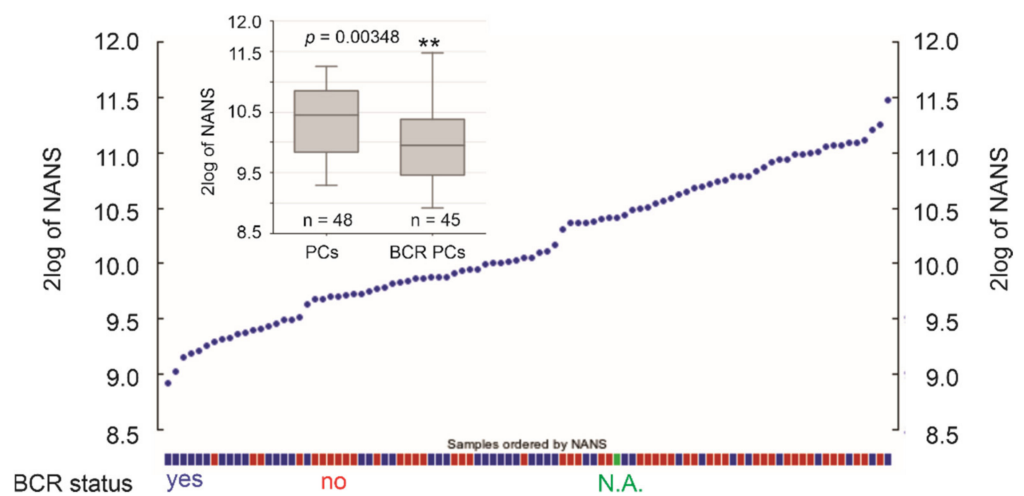 12.0
11.5
11.0
10.5
10.0
9.5
9.0
8.5
2log of NANS
12.0
11.5
10.5
9.5
8.5
2log of NANS
p = 0.00348
**
n = 48
n = 45
PCs
BCR PCs
12.0
11.5
11.0
10.5
10.0
9.5
9.0
8.5
2log of NANS
Samples ordered by NANS
BCR status
yes
no
N.A.